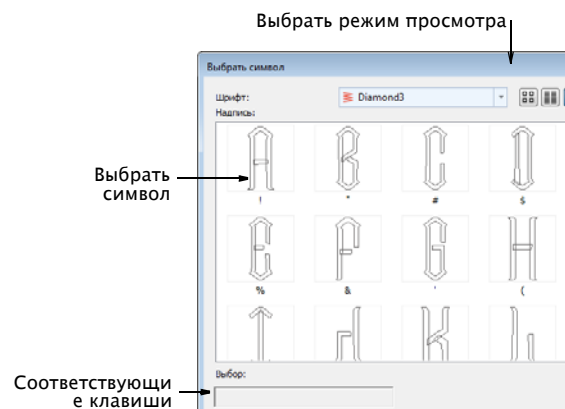 Выбрать режим просмотра
Выбрать символ
Шрифт:
Diamond3
Надпись:
A B C D
! " # $
Выбрать
символ
E F G H
% & ' (
I J K L
Выбор:
Соответствующи
е клавиши